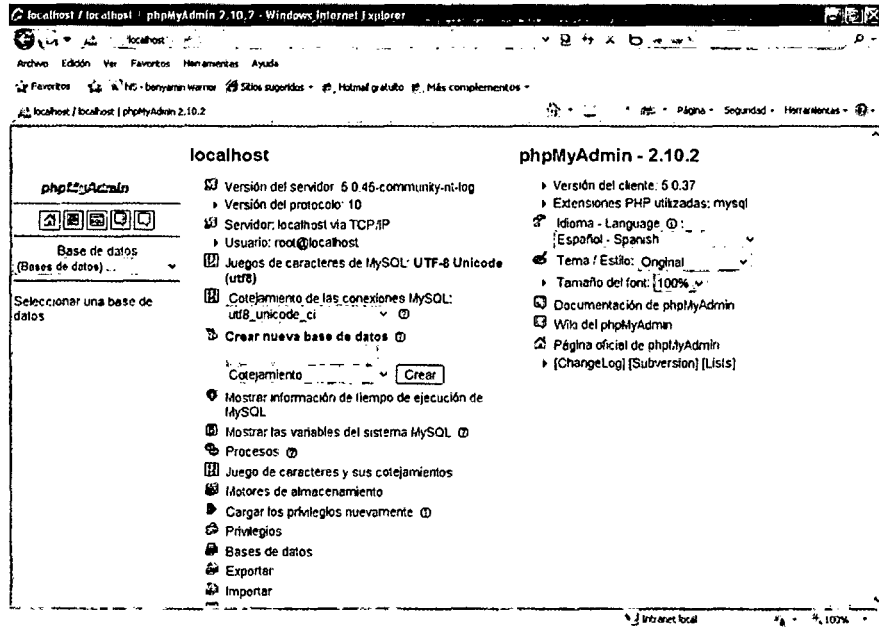 localhost / localhost | phpMyAdmin 2.10.2 - Windows Internet Explorer
localhost
Archivo Edición Ver Favoritos Herramientas Ayuda
Favoritos Sitios sugeridos Hotmail gratuito Más complementos
localhost / localhost | phpMyAdmin 2.10.2
Página Seguridad Herramientas
phpMyAdmin
Base de datos
(Bases de datos) ...
Seleccionar una base de
datos
localhost
Versión del servidor: 5.0.45-community-nt-log
Versión del protocolo: 10
Servidor: localhost via TCP/IP
Usuario: root@localhost
Juegos de caracteres de MySQL: UTF-8 Unicode
(utf8)
Cotejamiento de las conexiones MySQL:
utf8_unicode_ci
Crear nueva base de datos
Cotejamiento Crear
Mostrar información de tiempo de ejecución de
MySQL
Mostrar las variables del sistema MySQL
Procesos
Juego de caracteres y sus cotejamientos
Motores de almacenamiento
Cargar los privilegios nuevamente
Privilegios
Bases de datos
Exportar
Importar
phpMyAdmin - 2.10.2
Versión del cliente: 5.0.37
Extensiones PHP utilizadas: mysql
Idioma - Language :
Español - Spanish
Tema / Estilo: Original
Tamaño del font: 100%
Documentación de phpMyAdmin
Wiki del phpMyAdmin
Página oficial de phpMyAdmin
[ChangeLog] [Subversion] [Lists]
Intranet local 100%